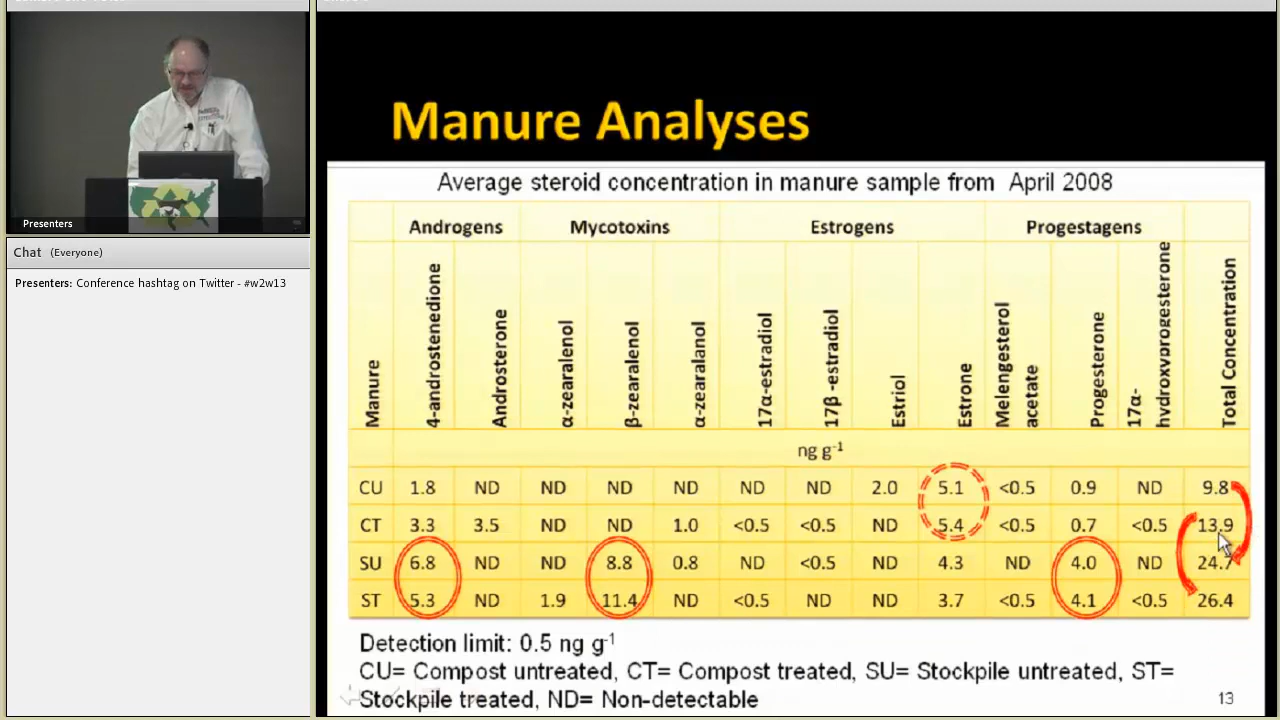 Presenters
Chat (Everyone)
Presenters: Conference hashtag on Twitter - #w2w13
Manure Analyses
Average steroid concentration in manure sample from April 2008
Androgens Mycotoxins Estrogens Progestagens
Manure 4-androstenedione Androsterone α-zearalenol β-zearalenol α-zearalanol 17α-estradiol 17β -estradiol Estriol Estrone Melengesterol acetate Progesterone 17α-hydroxyprogesterone Total Concentration
ng g-1
CU 1.8 ND ND ND ND ND ND 2.0 5.1 <0.5 0.9 ND 9.8
CT 3.3 3.5 ND ND 1.0 <0.5 <0.5 ND 5.4 <0.5 0.7 <0.5 13.9
SU 6.8 ND ND 8.8 0.8 ND <0.5 ND 4.3 ND 4.0 ND 24.7
ST 5.3 ND 1.9 11.4 ND <0.5 ND ND 3.7 <0.5 4.1 <0.5 26.4
Detection limit: 0.5 ng g-1
CU= Compost untreated, CT= Compost treated, SU= Stockpile untreated, ST=
Stockpile treated, ND= Non-detectable
13